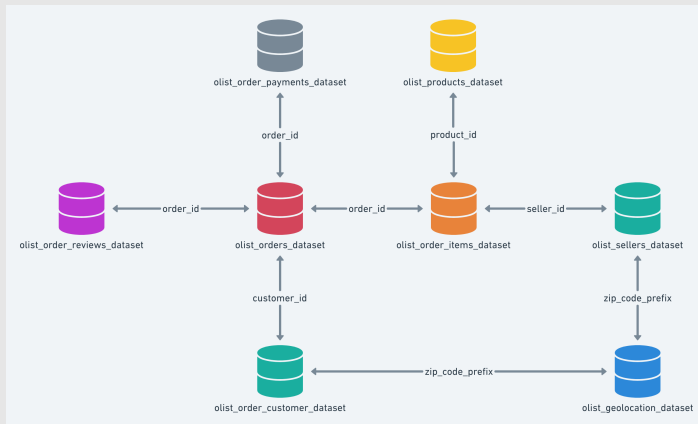 olist_order_payments_dataset
olist_products_dataset
order_id
product_id
order_id
order_id
seller_id
olist_order_reviews_dataset
olist_orders_dataset
olist_order_items_dataset
olist_sellers_dataset
customer_id
zip_code_prefix
zip_code_prefix
olist_order_customer_dataset
olist_geolocation_dataset